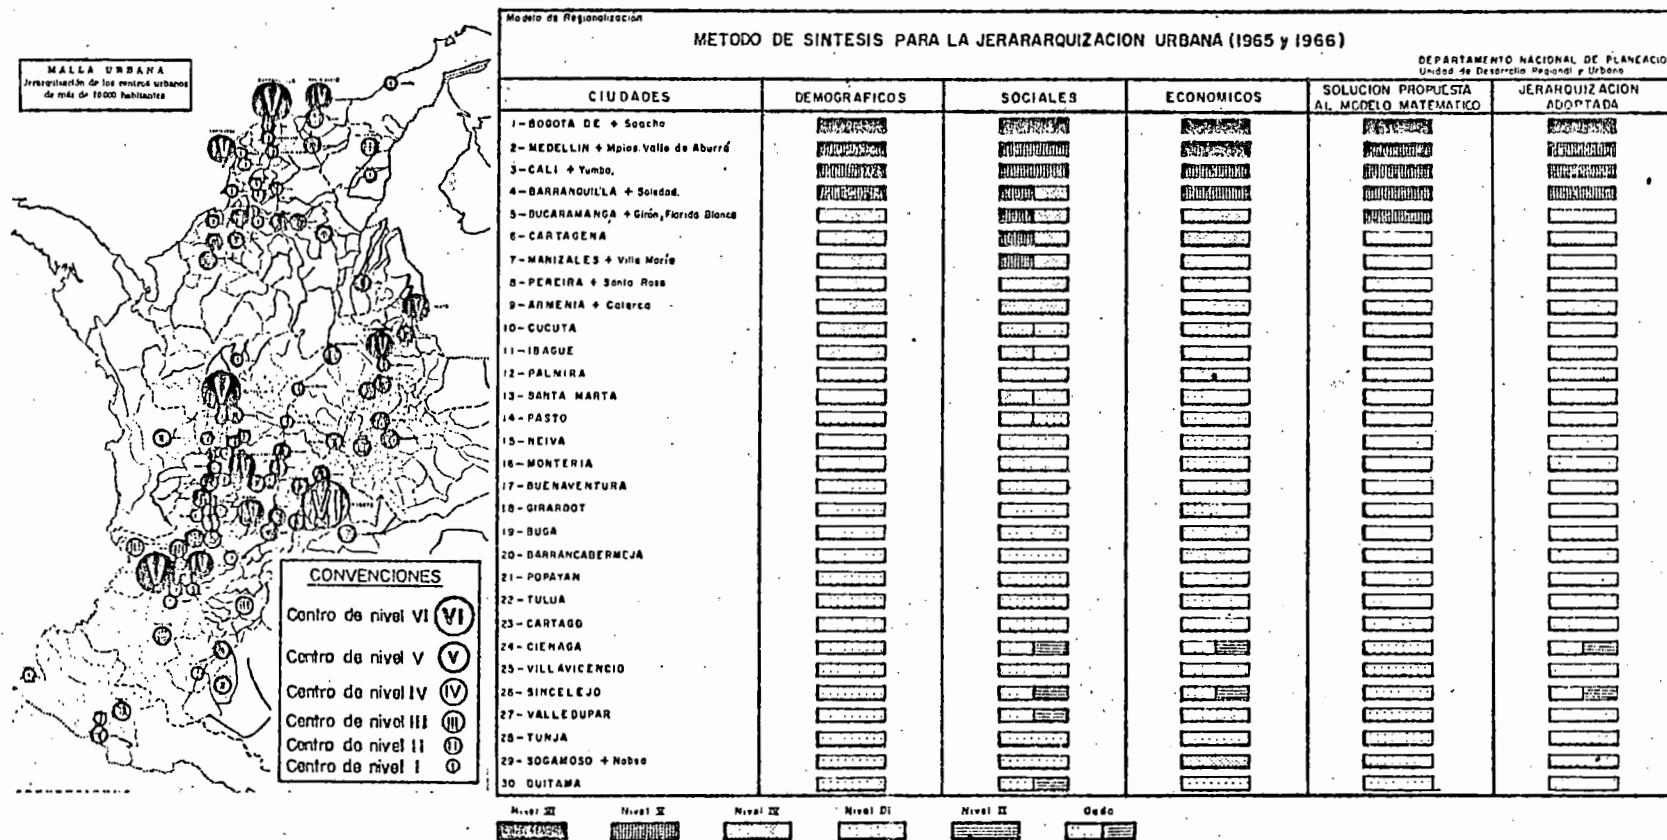 MALLA URBANA
Jerarquización de los centros urbanos
de más de 10000 habitantes
CONVENCIONES
Centro de nivel VI VI
Centro de nivel V V
Centro de nivel IV IV
Centro de nivel III III
Centro de nivel II II
Centro de nivel I I
Modelo de Regionalización
METODO DE SINTESIS PARA LA JERARARQUIZACION URBANA (1965 y 1966)
DEPARTAMENTO NACIONAL DE PLANEACIO
Unidad de Desarrollo Regional y Urbano
CIUDADES DEMOGRAFICOS SOCIALES ECONOMICOS SOLUCION PROPUESTA AL MODELO MATEMATICO JERARQUIZACION ADOPTADA
1-BOGOTA DE + Soacha
2-MEDELLIN + Mpios. Valle de Aburrá
3-CALI + Yumbo.
4-BARRANQUILLA + Soledad.
5-BUCARAMANGA + Girón, Florida Blanca
6-CARTAGENA
7-MANIZALES + Villa María
8-PEREIRA + Santa Rosa
9-ARMENIA + Calarca
10-CUCUTA
11-IBAGUE
12-PALMIRA
13-SANTA MARTA
14-PASTO
15-NEIVA
16-MONTERIA
17-BUENAVENTURA
18-GIRARDOT
19-BUGA
20-BARRANCABERMEJA
21-POPAYAN
22-TULUA
23-CARTAGO
24-CIENAGA
25-VILLAVICENCIO
26-SINCELEJO
27-VALLEDUPAR
28-TUNJA
29-SOGAMOSO + Nobsa
30 DUITAMA
Nivel VI Nivel V Nivel IV Nivel III Nivel II Duda